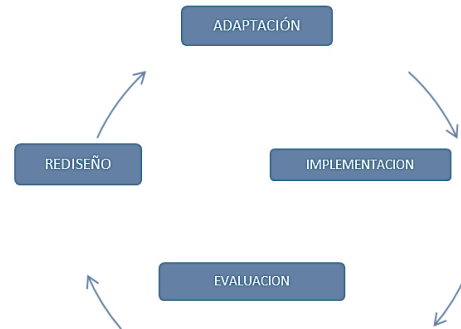 ADAPTACIÓN
REDISEÑO
IMPLEMENTACION
EVALUACION